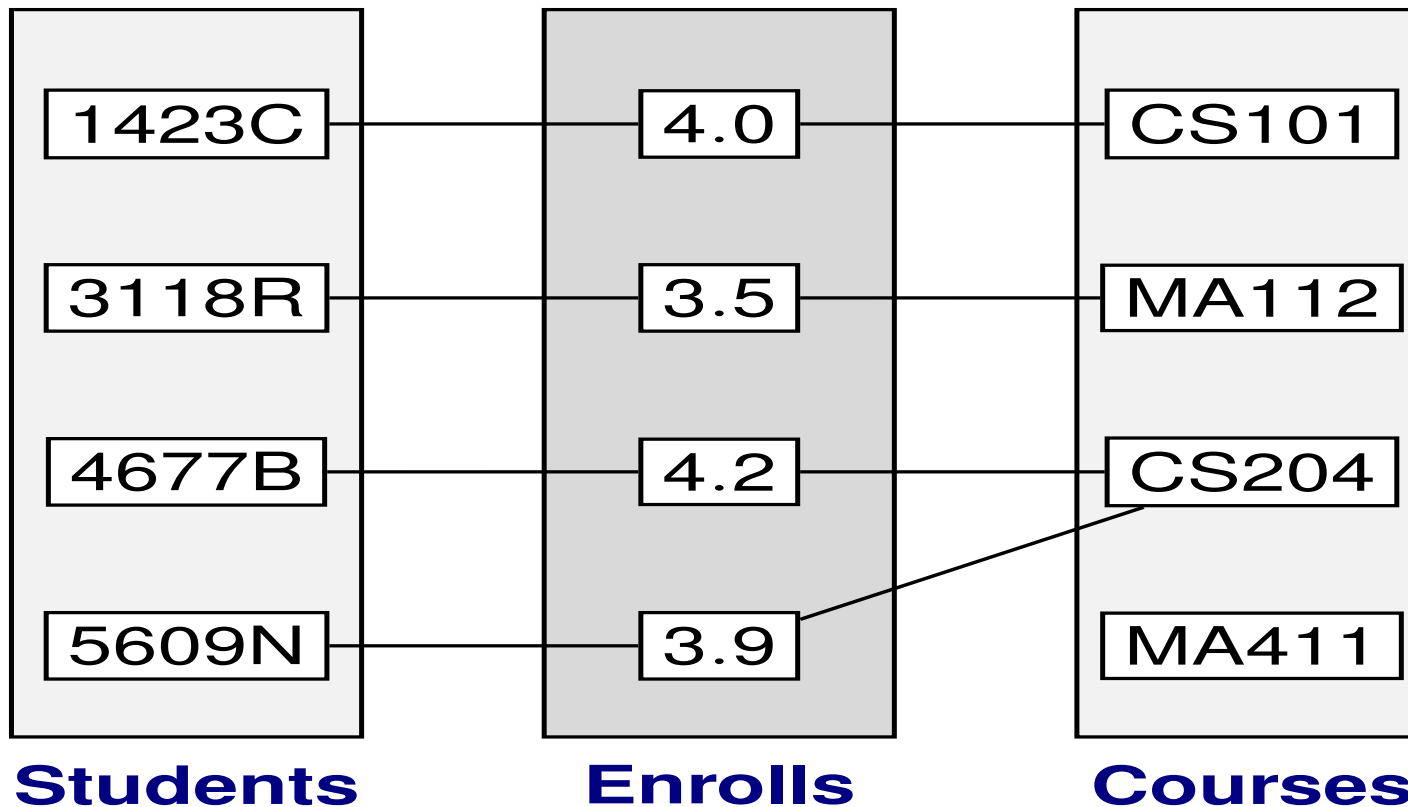 1423C 4.0 CS101
3118R 3.5 MA112
4677B 4.2 CS204
5609N 3.9 MA411
Students Enrolls Courses